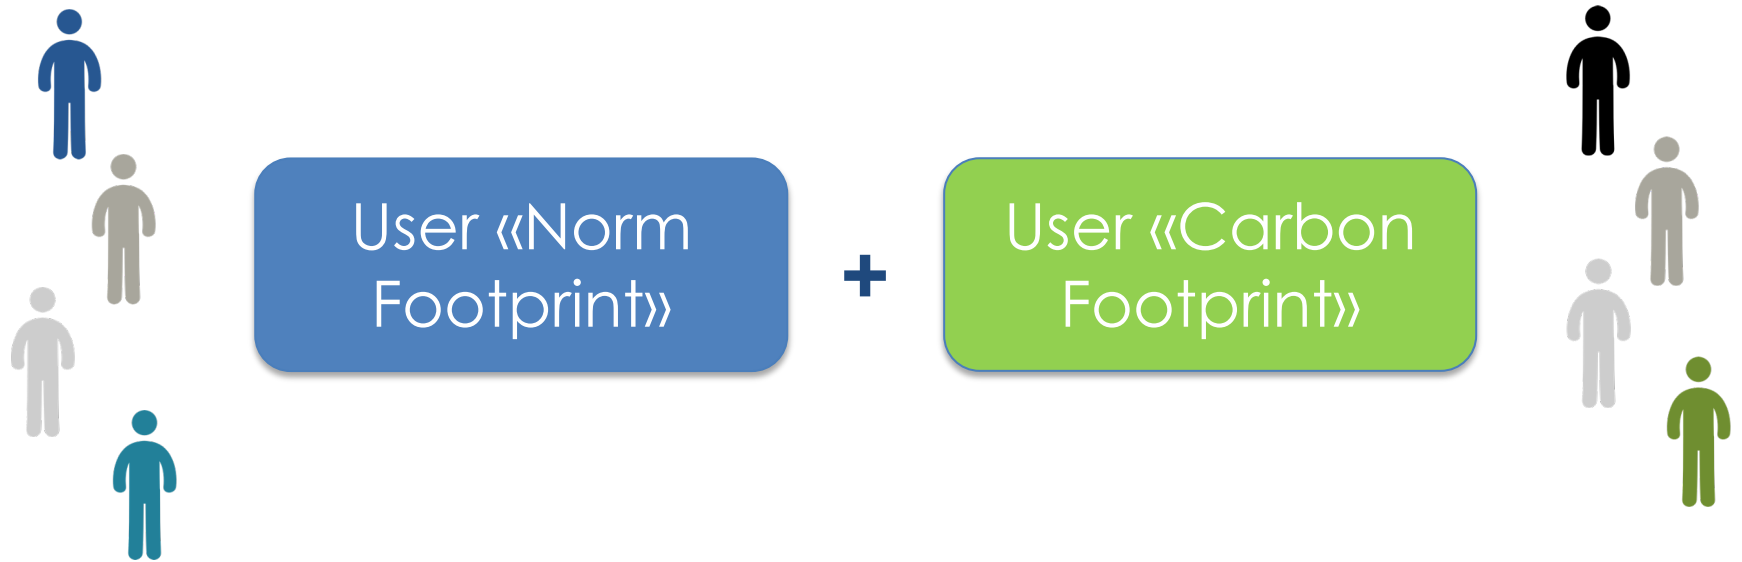 User «Norm
Footprint»
+
User «Carbon
Footprint»